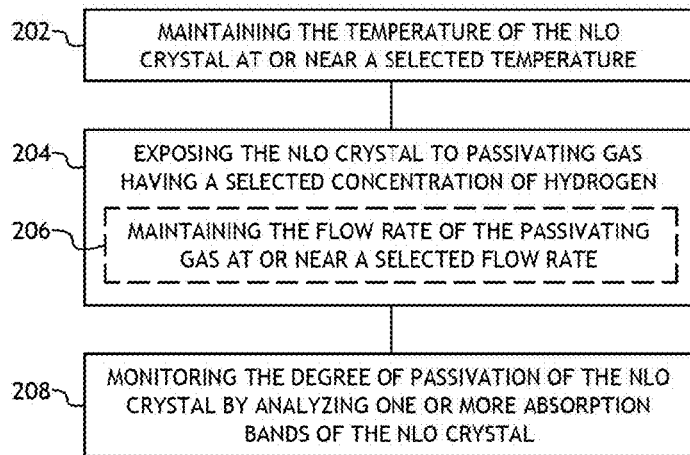 202
MAINTAINING THE TEMPERATURE OF THE NLO
CRYSTAL AT OR NEAR A SELECTED TEMPERATURE
204
EXPOSING THE NLO CRYSTAL TO PASSIVATING GAS
HAVING A SELECTED CONCENTRATION OF HYDROGEN
206
MAINTAINING THE FLOW RATE OF THE PASSIVATING
GAS AT OR NEAR A SELECTED FLOW RATE
208
MONITORING THE DEGREE OF PASSIVATION OF THE NLO
CRYSTAL BY ANALYZING ONE OR MORE ABSORPTION
BANDS OF THE NLO CRYSTAL